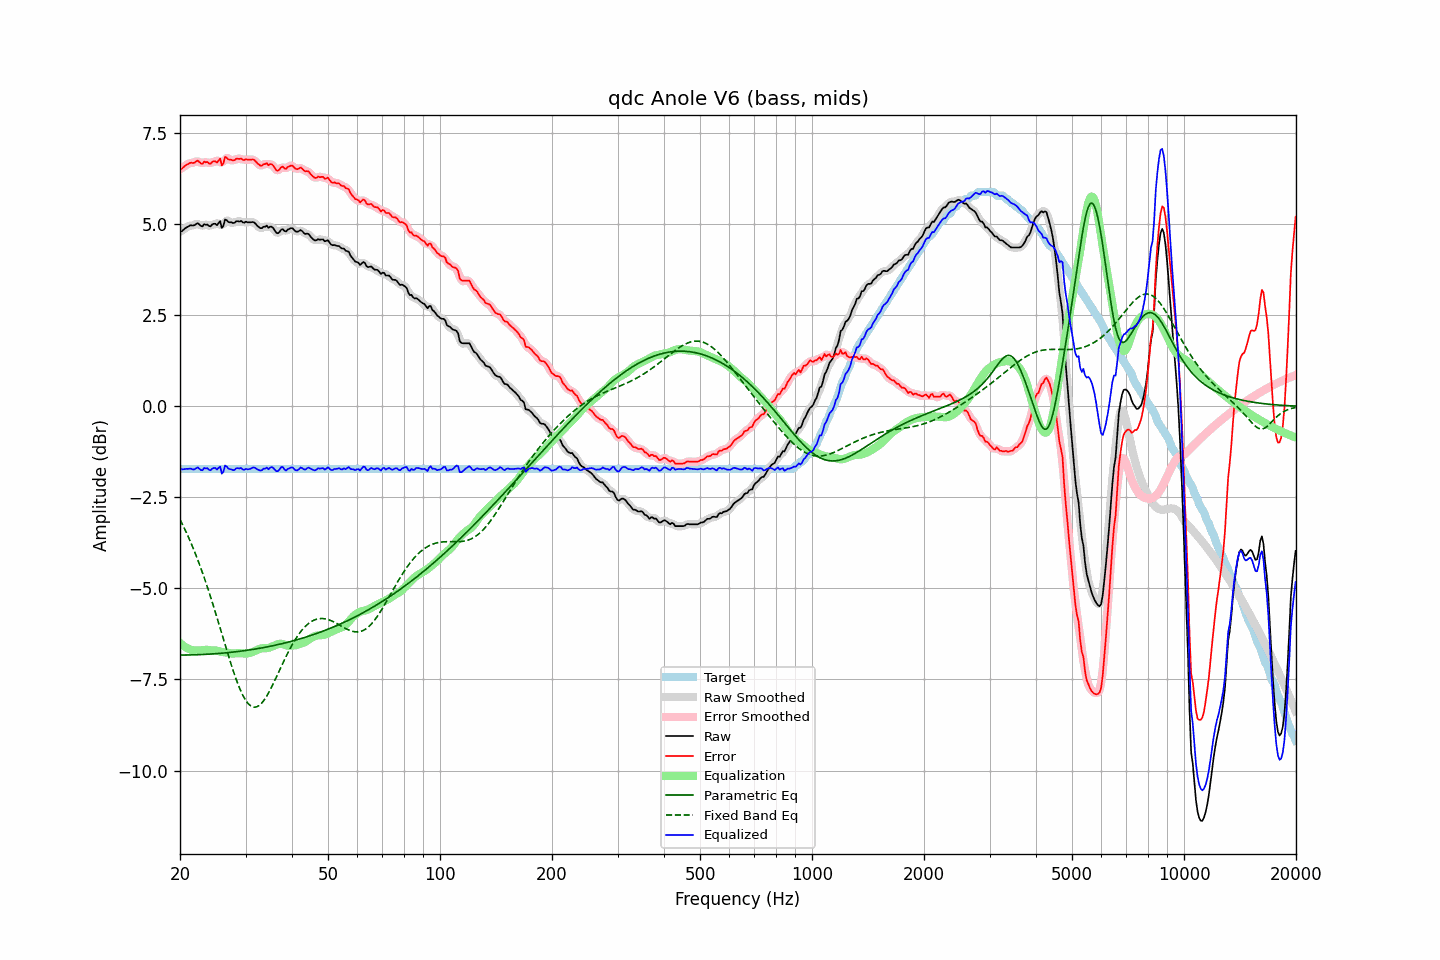 qdc Anole V6 (bass, mids)
7.5
5.0
2.5
0.0
−2.5
−5.0
−7.5
−10.0
Amplitude (dBr)
Target
Raw Smoothed
Error Smoothed
Raw
Error
Equalization
Parametric Eq
Fixed Band Eq
Equalized
20 50 100 200 500 1000 2000 5000 10000 20000
Frequency (Hz)